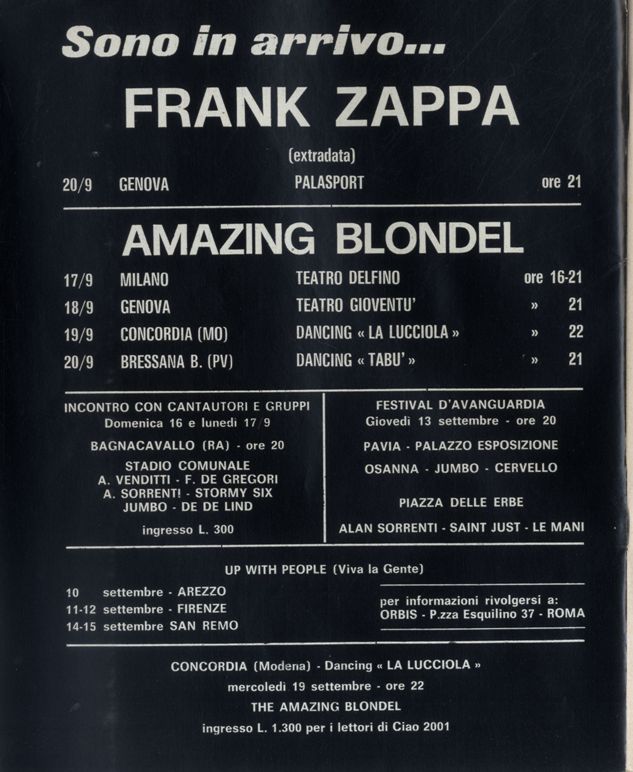 Sono in arrivo...
FRANK ZAPPA
(extradata)
20/9 GENOVA PALASPORT ore 21
AMAZING BLONDEL
17/9 MILANO TEATRO DELFINO ore 16-21
18/9 GENOVA TEATRO GIOVENTU' » 21
19/9 CONCORDIA (MO) DANCING « LA LUCCIOLA » » 22
20/9 BRESSANA B. (PV) DANCING « TABU' » » 21
INCONTRO CON CANTAUTORI E GRUPPI
Domenica 16 e lunedì 17/9
BAGNACAVALLO (RA) - ore 20
STADIO COMUNALE
A. VENDITTI - F. DE GREGORI
A. SORRENTI - STORMY SIX
JUMBO - DE DE LIND
ingresso L. 300
FESTIVAL D'AVANGUARDIA
Giovedì 13 settembre - ore 20
PAVIA - PALAZZO ESPOSIZIONE
OSANNA - JUMBO - CERVELLO
PIAZZA DELLE ERBE
ALAN SORRENTI - SAINT JUST - LE MANI
UP WITH PEOPLE (Viva la Gente)
10 settembre - AREZZO
11-12 settembre - FIRENZE
14-15 settembre SAN REMO
per informazioni rivolgersi a:
ORBIS - P.zza Esquilino 37 - ROMA
CONCORDIA (Modena) - Dancing « LA LUCCIOLA »
mercoledì 19 settembre - ore 22
THE AMAZING BLONDEL
ingresso L. 1.300 per i lettori di Ciao 2001